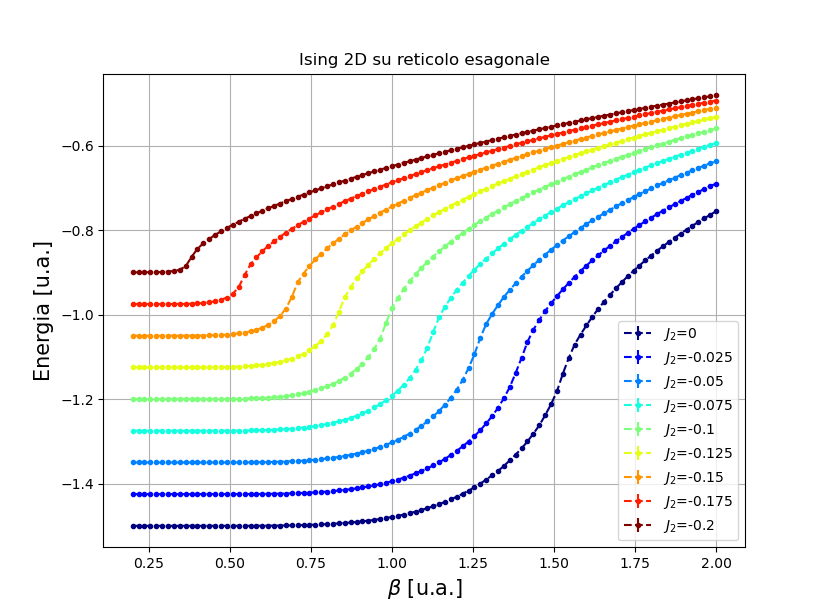 Ising 2D su reticolo esagonale
Energia [u.a.]
−0.6
−0.8
−1.0
−1.2
−1.4
0.25 0.50 0.75 1.00 1.25 1.50 1.75 2.00
β [u.a.]
J₂=0
J₂=-0.025
J₂=-0.05
J₂=-0.075
J₂=-0.1
J₂=-0.125
J₂=-0.15
J₂=-0.175
J₂=-0.2